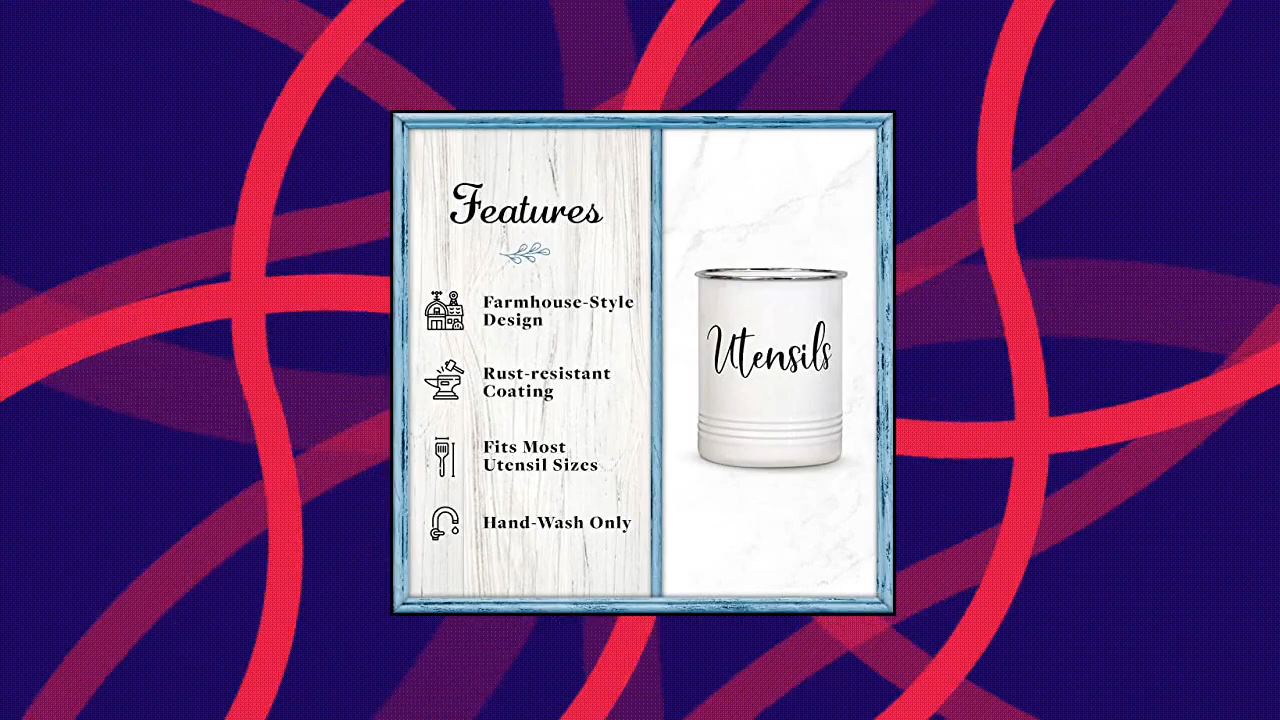 Features
Farmhouse-Style
Design
Rust-resistant
Coating
Fits Most
Utensil Sizes
Hand-Wash Only
Utensils